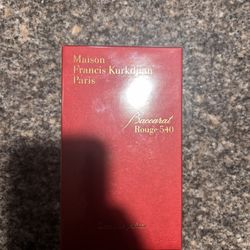 Maison
Francis Kurkdjian
Paris
Baccarat
Rouge 540